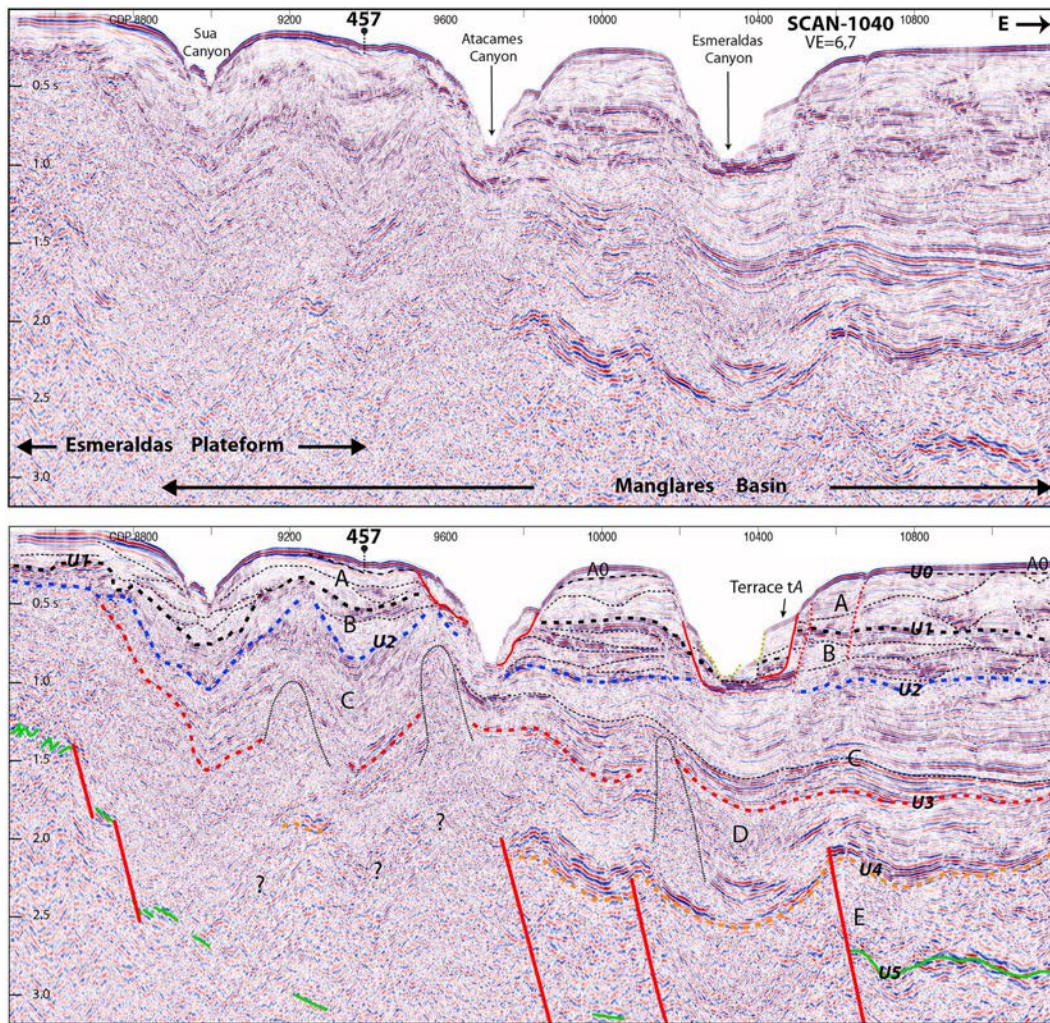 CDP 8800 9200 457 9600 10000 10400 SCAN-1040 10800 E
VE=6,7
Sua
Canyon
Atacames
Canyon
Esmeraldas
Canyon
0.5 s
1.0
1.5
2.0
2.5
3.0
Esmeraldas Plateform
Manglares Basin
CDP 8800 9200 457 9600 10000 10400 10800
U1 A A0 Terrace tA U0 A0
0.5 s B U2 A U1
B
1.0 C U2
1.5 C
U3
2.0 ? D U4
? ?
2.5 E
U5
3.0